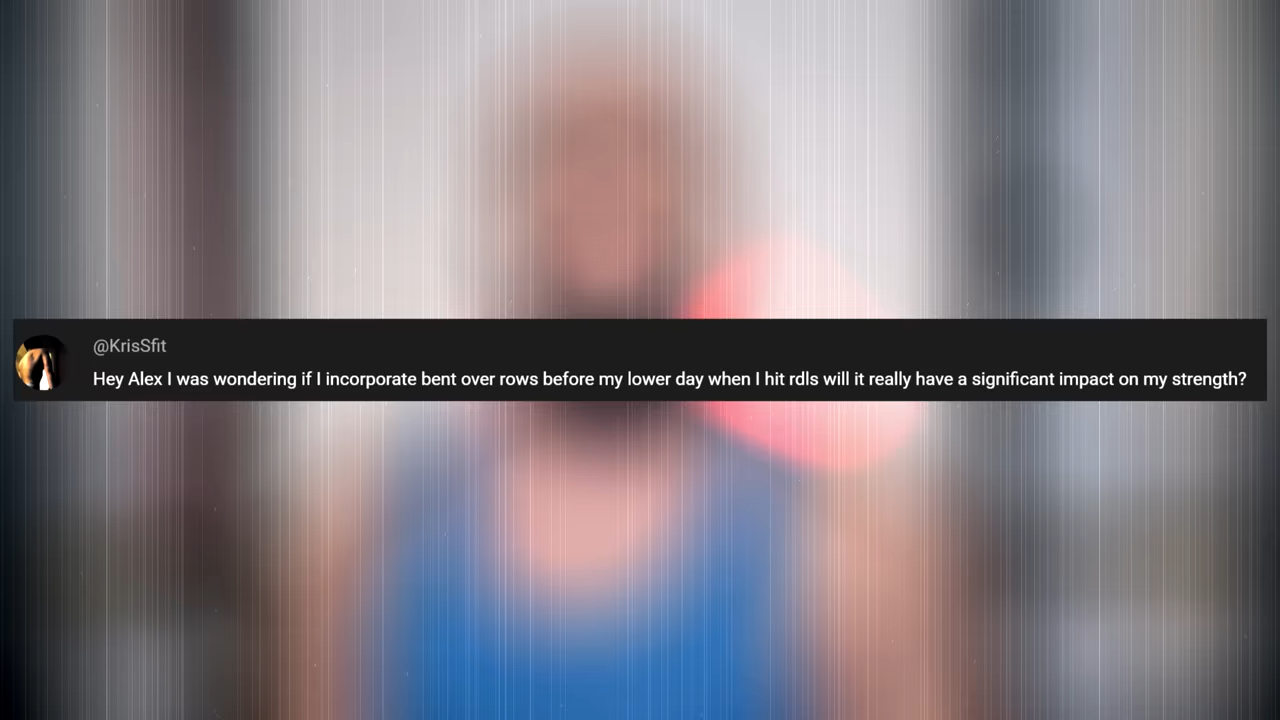 @KrisSfit
Hey Alex I was wondering if I incorporate bent over rows before my lower day when I hit rdls will it really have a significant impact on my strength?